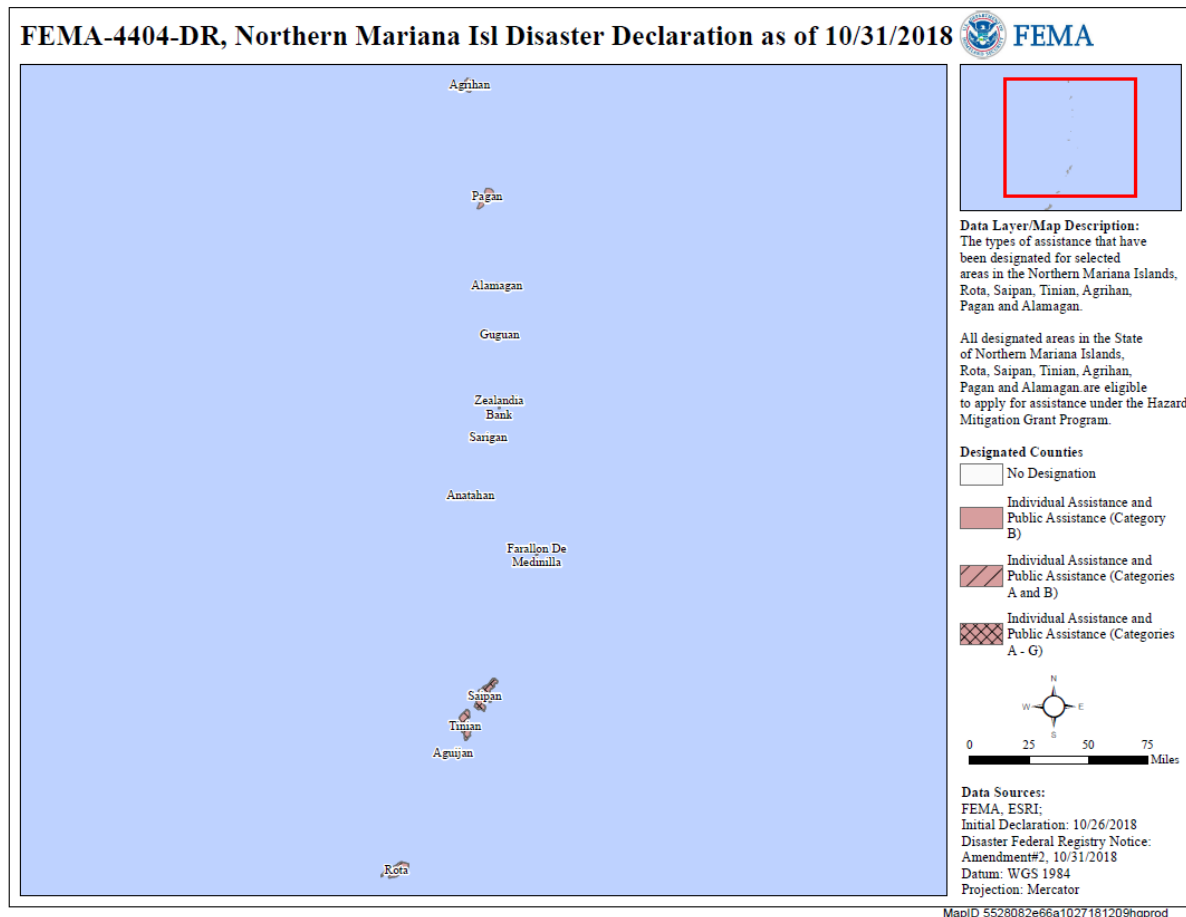 FEMA-4404-DR, Northern Mariana Isl Disaster Declaration as of 10/31/2018
FEMA
Agrihan
Pagan
Alamagan
Guguan
Zealandia
Bank
Sarigan
Anatahan
Farallon De
Medinilla
Saipan
Tinian
Aguijan
Rota
Data Layer/Map Description:
The types of assistance that have
been designated for selected
areas in the Northern Mariana Islands,
Rota, Saipan, Tinian, Agrihan,
Pagan and Alamagan.
All designated areas in the State
of Northern Mariana Islands,
Rota, Saipan, Tinian, Agrihan,
Pagan and Alamagan.are eligible
to apply for assistance under the Hazard
Mitigation Grant Program.
Designated Counties
No Designation
Individual Assistance and
Public Assistance (Category
B)
Individual Assistance and
Public Assistance (Categories
A and B)
Individual Assistance and
Public Assistance (Categories
A - G)
N
W E
S
0 25 50 75
Miles
Data Sources:
FEMA, ESRI;
Initial Declaration: 10/26/2018
Disaster Federal Registry Notice:
Amendment#2, 10/31/2018
Datum: WGS 1984
Projection: Mercator
MapID 5528082e66a1027181209hqprod